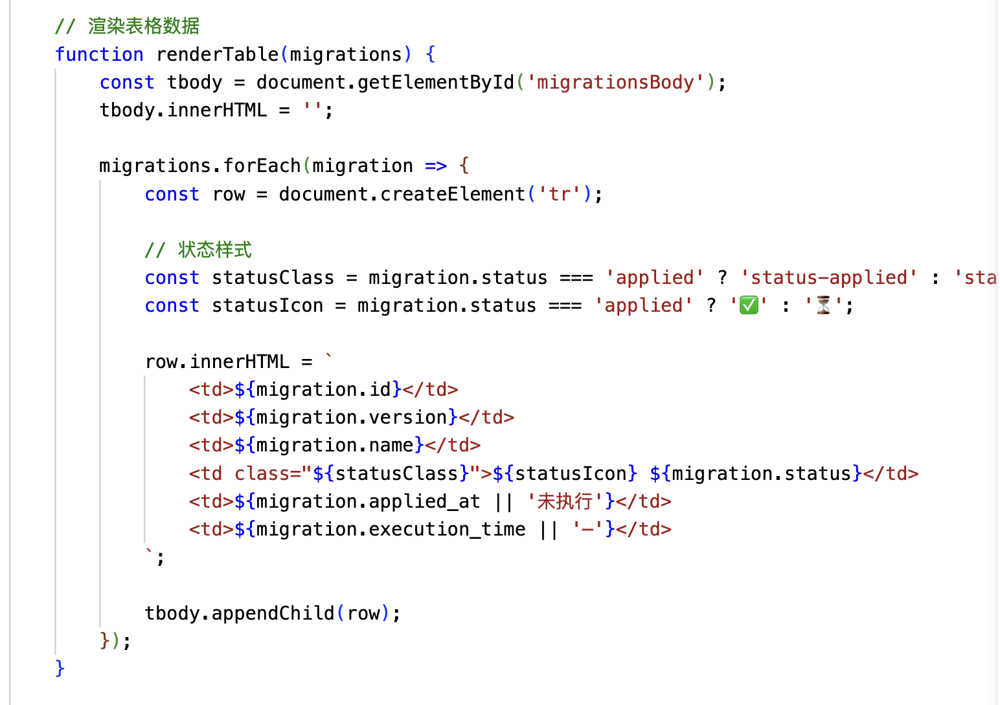 // 渲染表格数据
function renderTable(migrations) {
    const tbody = document.getElementById('migrationsBody');
    tbody.innerHTML = '';

    migrations.forEach(migration => {
        const row = document.createElement('tr');

        // 状态样式
        const statusClass = migration.status === 'applied' ? 'status-applied' : 'sta
        const statusIcon = migration.status === 'applied' ? '✅' : '⏳';

        row.innerHTML = `
            <td>${migration.id}</td>
            <td>${migration.version}</td>
            <td>${migration.name}</td>
            <td class="${statusClass}">${statusIcon} ${migration.status}</td>
            <td>${migration.applied_at || '未执行'}</td>
            <td>${migration.execution_time || '-'}</td>
        `;

        tbody.appendChild(row);
    });
}